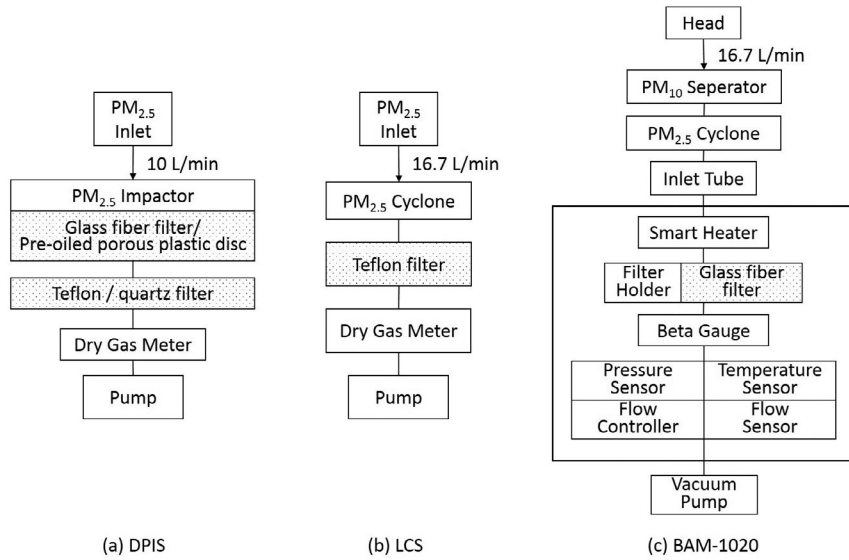 PM2.5
Inlet
10 L/min
PM2.5 Impactor
Glass fiber filter/
Pre-oiled porous plastic disc
Teflon / quartz filter
Dry Gas Meter
Pump
(a) DPIS
PM2.5
Inlet
16.7 L/min
PM2.5 Cyclone
Teflon filter
Dry Gas Meter
Pump
(b) LCS
Head
16.7 L/min
PM10 Seperator
PM2.5 Cyclone
Inlet Tube
Smart Heater
Filter
Holder
Glass fiber
filter
Beta Gauge
Pressure
Sensor
Temperature
Sensor
Flow
Controller
Flow
Sensor
Vacuum
Pump
(c) BAM-1020